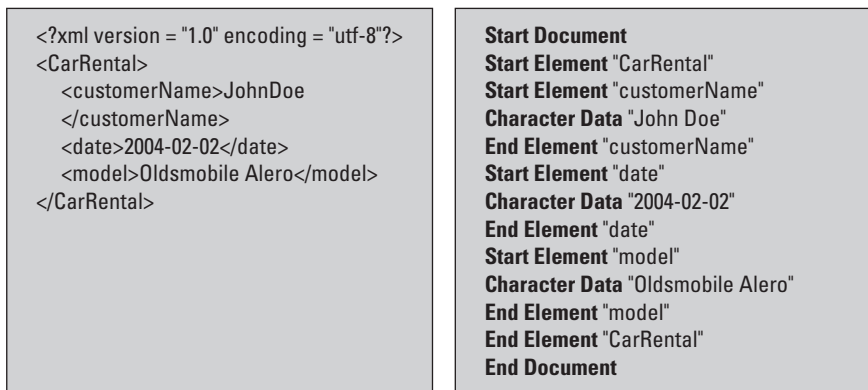 <?xml version = "1.0" encoding = "utf-8"?>
<CarRental>
<customerName>JohnDoe
</customerName>
<date>2004-02-02</date>
<model>Oldsmobile Alero</model>
</CarRental>
Start Document
Start Element "CarRental"
Start Element "customerName"
Character Data "John Doe"
End Element "customerName"
Start Element "date"
Character Data "2004-02-02"
End Element "date"
Start Element "model"
Character Data "Oldsmobile Alero"
End Element "model"
End Element "CarRental"
End Document